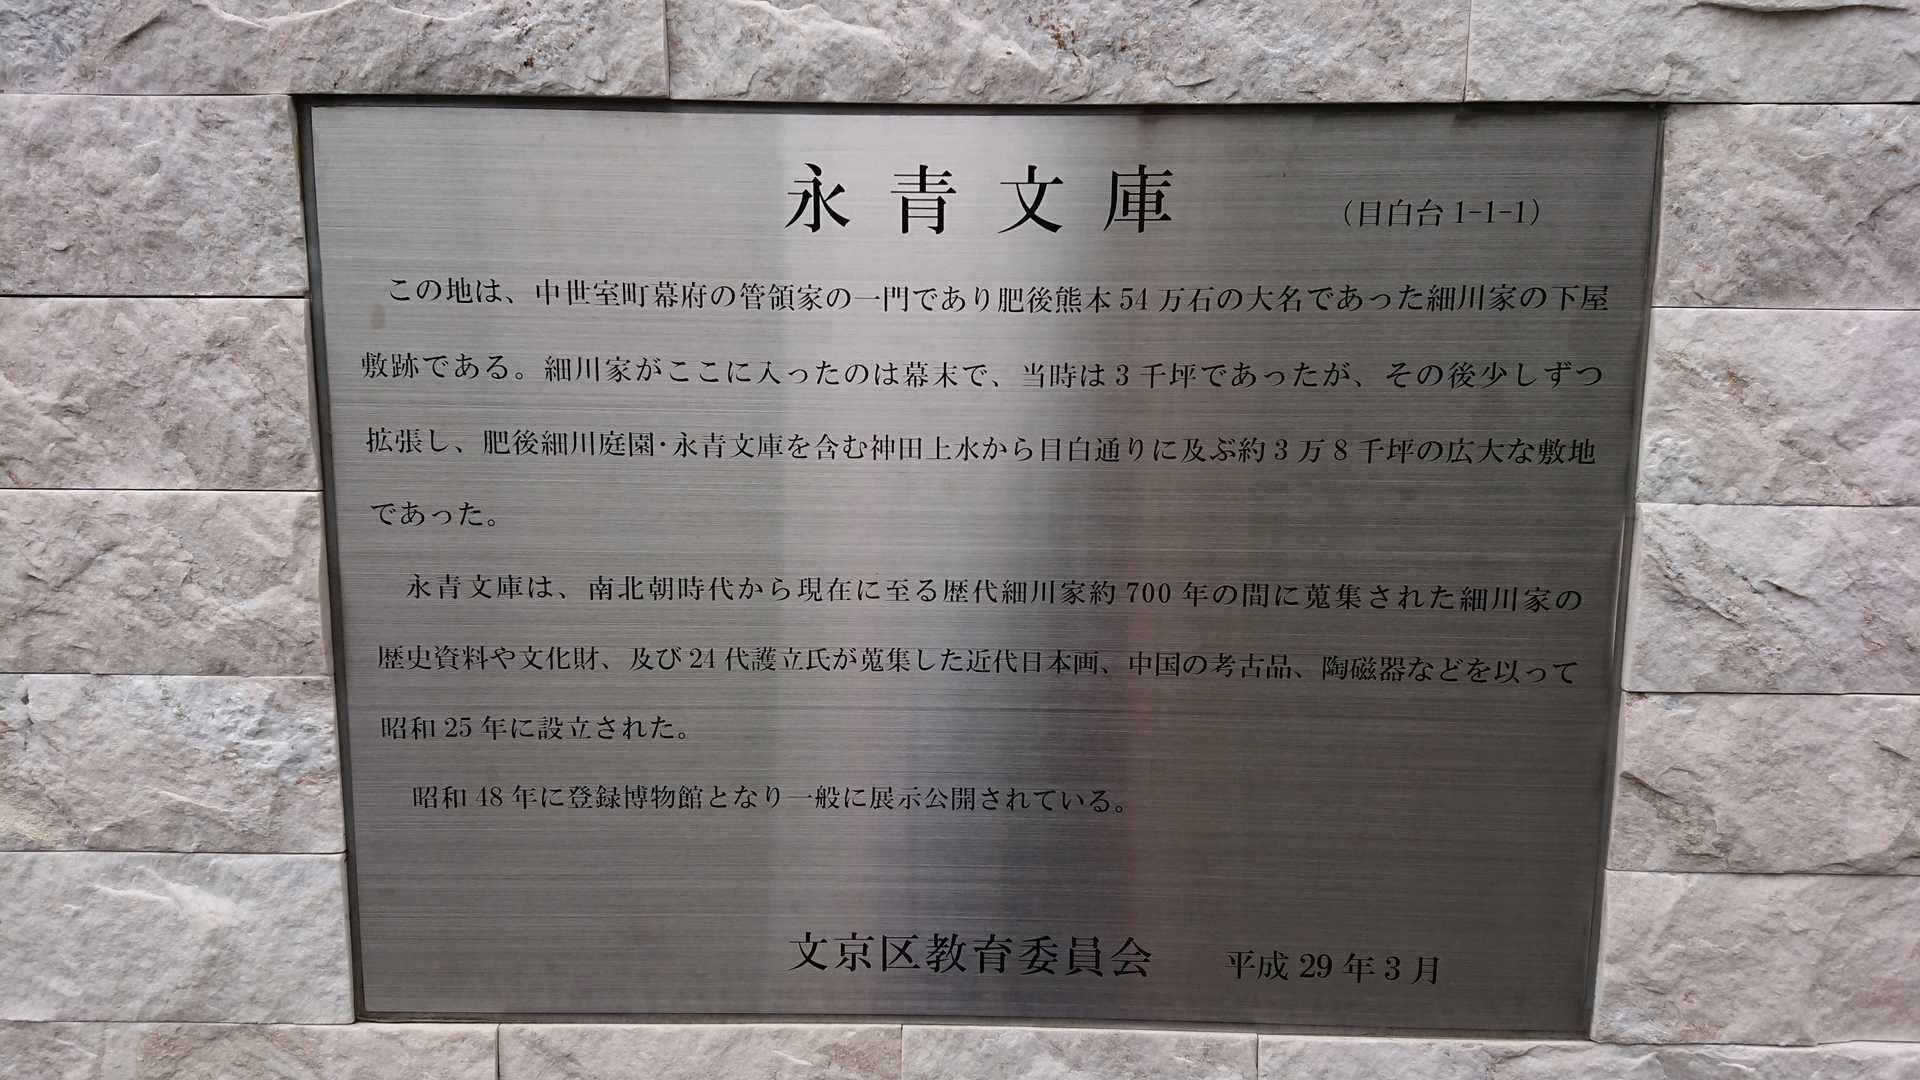 永青文庫 （目白台1-1-1）
この地は、中世室町幕府の管領家の一門であり肥後熊本54万石の大名であった細川家の下屋
敷跡である。細川家がここに入ったのは幕末で、当時は3千坪であったが、その後少しずつ
拡張し、肥後細川庭園･永青文庫を含む神田上水から目白通りに及ぶ約3万8千坪の広大な敷地
であった。
永青文庫は、南北朝時代から現在に至る歴代細川家約700年の間に蒐集された細川家の
歴史資料や文化財、及び24代護立氏が蒐集した近代日本画、中国の考古品、陶磁器などを以って
昭和25年に設立された。
昭和48年に登録博物館となり一般に展示公開されている。
文京区教育委員会 平成29年3月